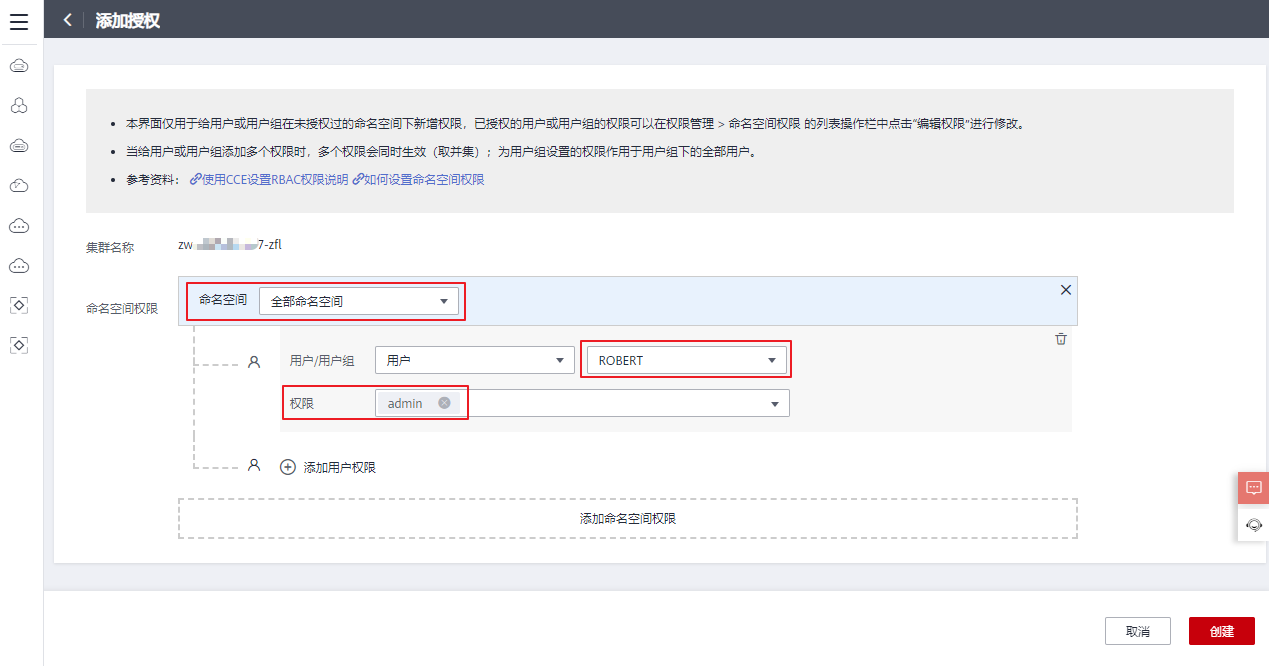 添加授权
本界面仅用于给用户或用户组在未授权过的命名空间下新增权限，已授权的用户或用户组的权限可以在权限管理 > 命名空间权限 的列表操作栏中点击“编辑权限”进行修改。
当给用户或用户组添加多个权限时，多个权限会同时生效（取并集）；为用户组设置的权限作用于用户组下的全部用户。
参考资料： 使用CCE设置RBAC权限说明 如何设置命名空间权限
集群名称 zw 7-zfl
命名空间权限 命名空间 全部命名空间
用户/用户组 用户 ROBERT
权限 admin
添加用户权限
添加命名空间权限
取消 创建